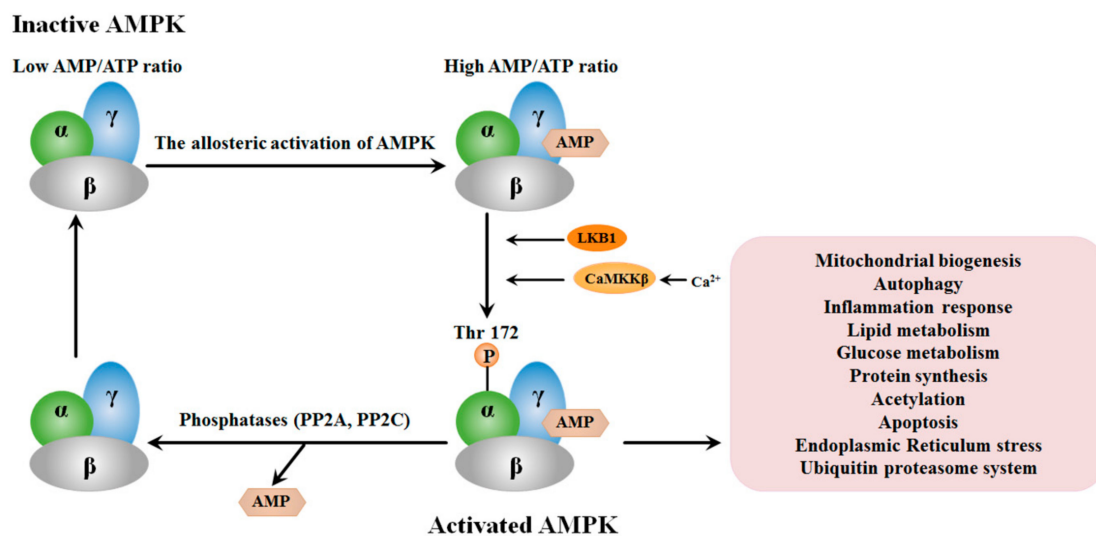 Inactive AMPK
Low AMP/ATP ratio
High AMP/ATP ratio
α
γ
β
The allosteric activation of AMPK
α
γ
AMP
β
LKB1
CaMKKβ
Ca²⁺
Thr 172
P
α
γ
AMP
β
Phosphatases (PP2A, PP2C)
AMP
α
γ
β
Activated AMPK
Mitochondrial biogenesis
Autophagy
Inflammation response
Lipid metabolism
Glucose metabolism
Protein synthesis
Acetylation
Apoptosis
Endoplasmic Reticulum stress
Ubiquitin proteasome system